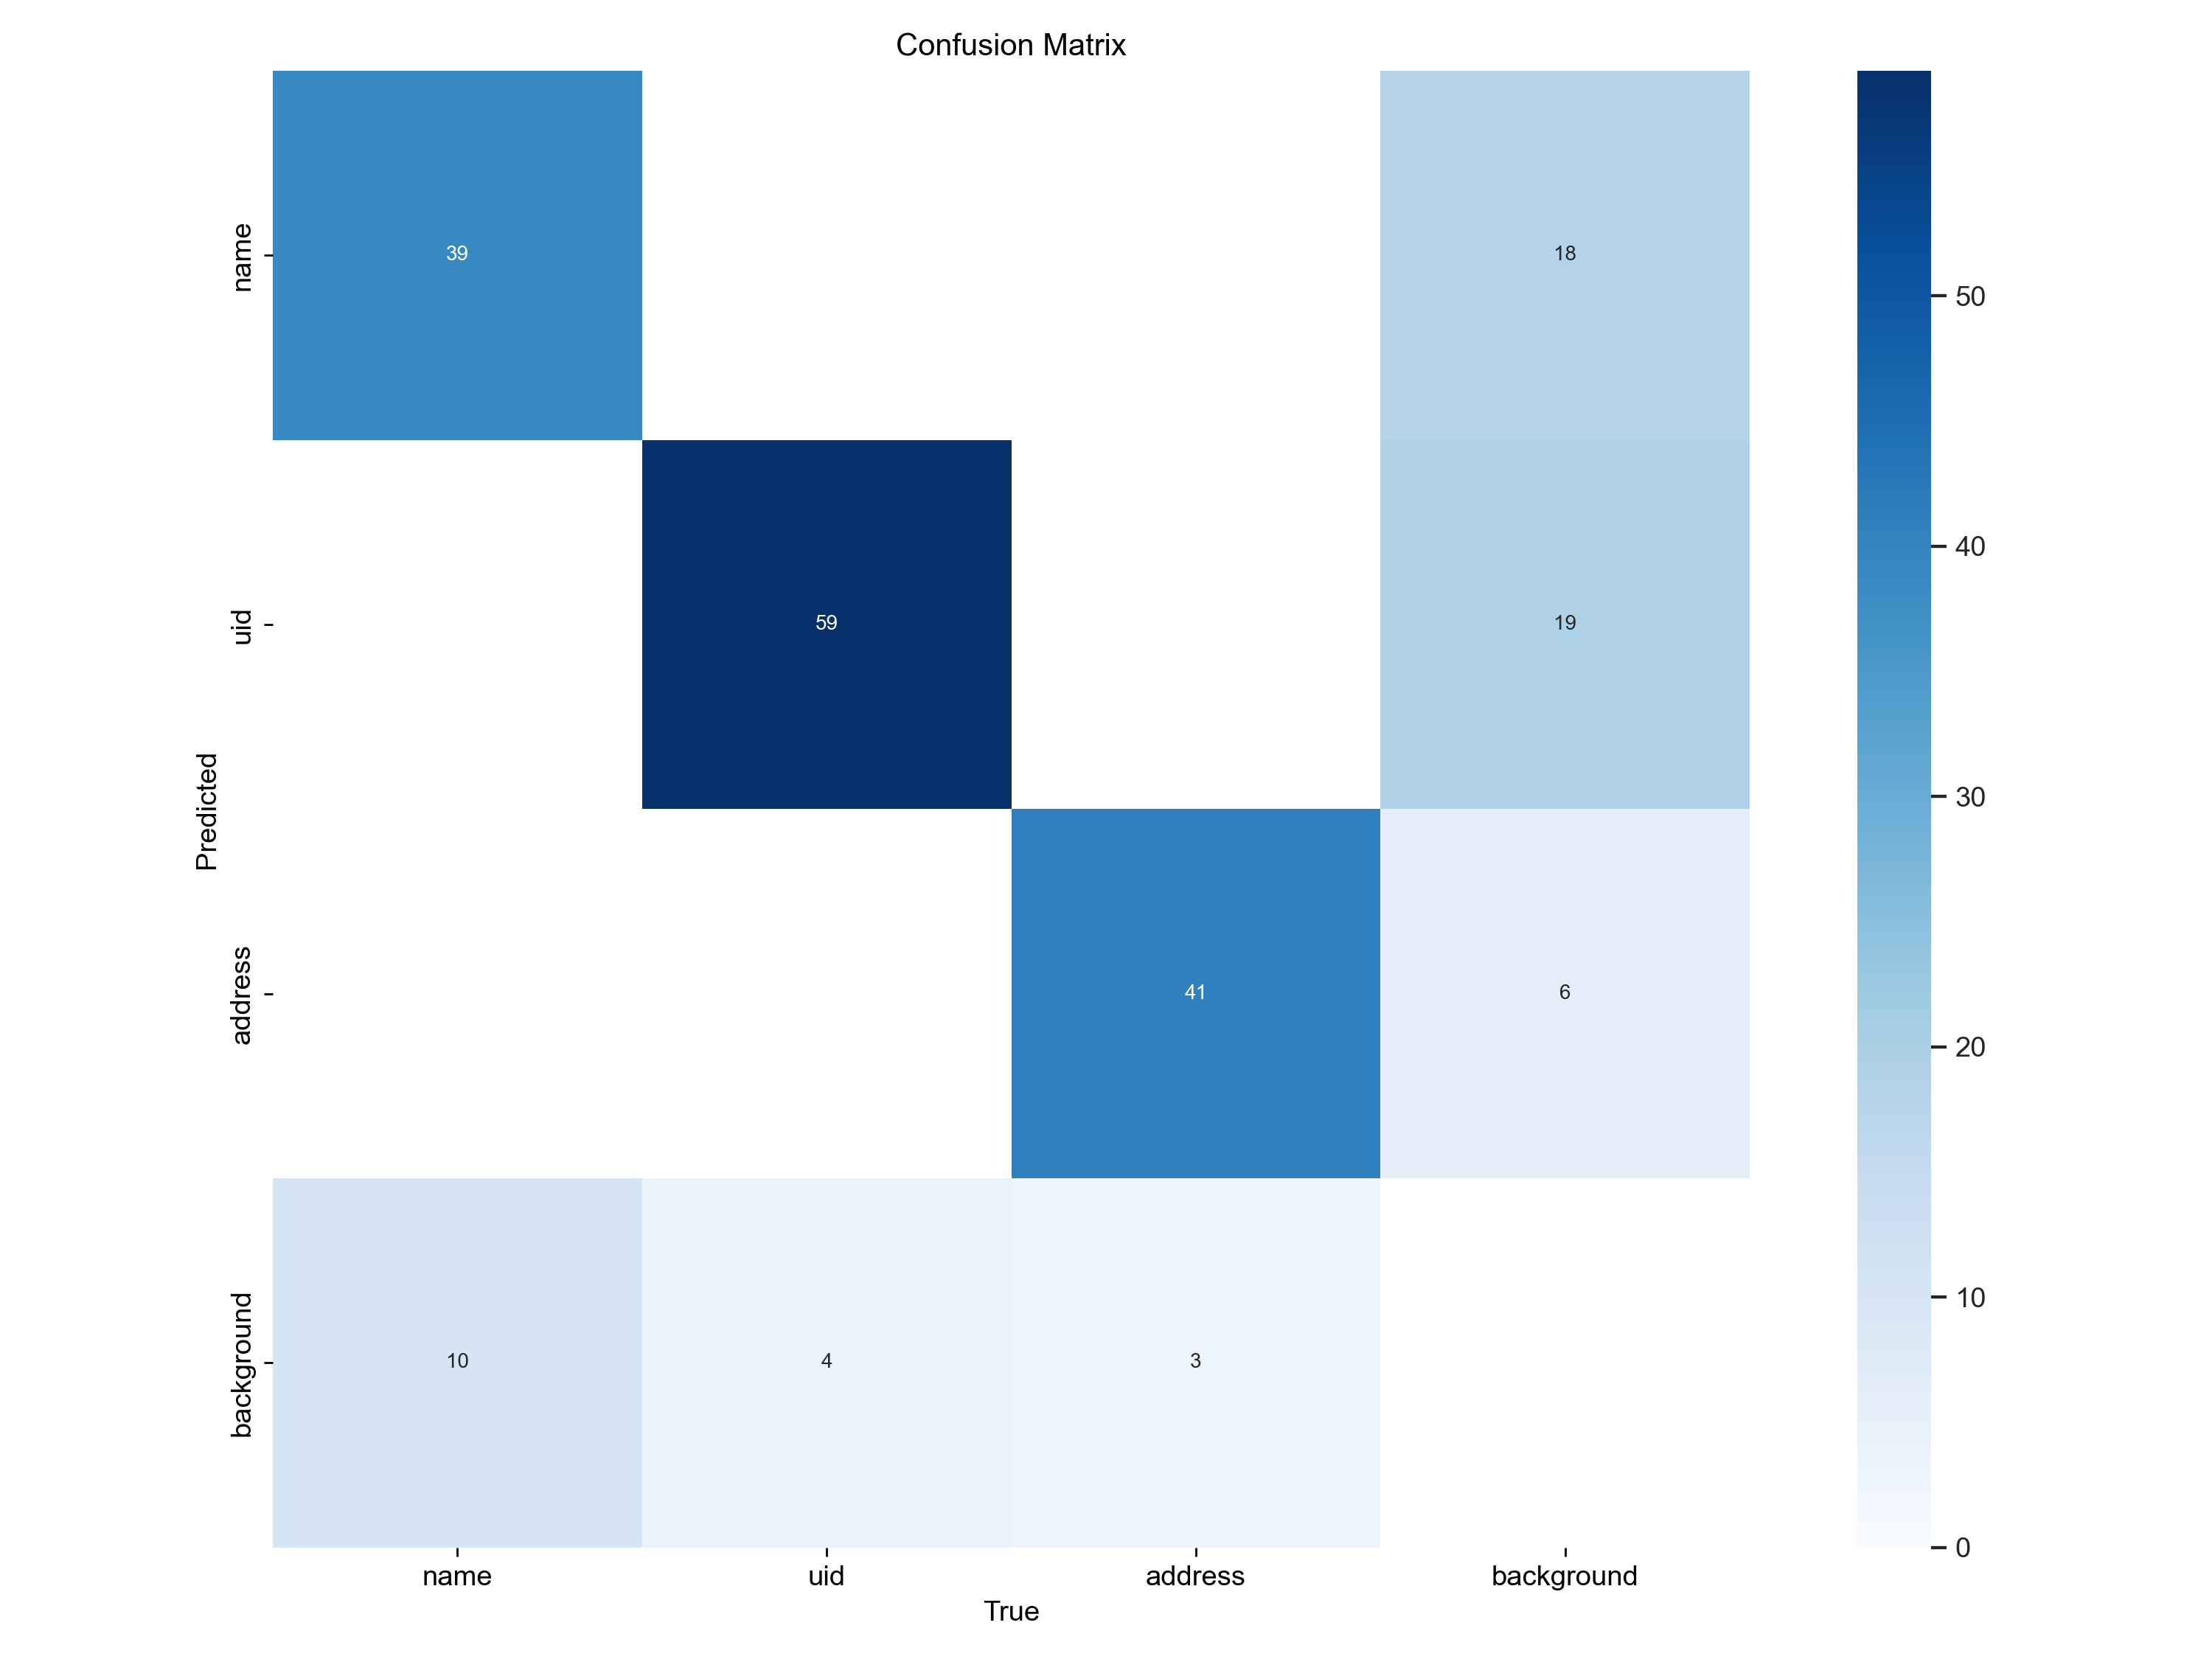 Confusion Matrix
name
39
18
50
uid
59
19
40
Predicted
30
address
41
6
20
background
10
4
3
10
0
name
uid
address
background
True